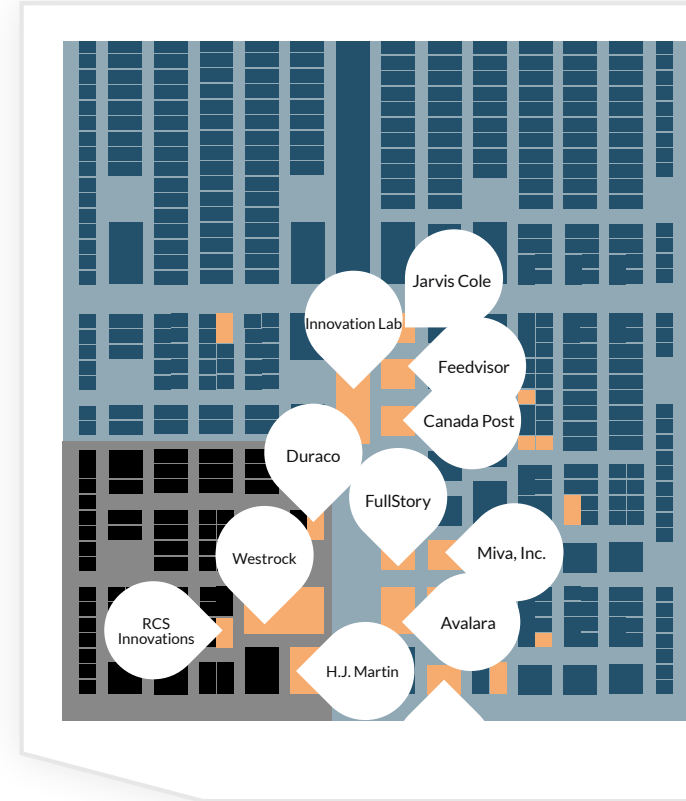 Jarvis Cole
Innovation Lab
Feedvisor
Canada Post
Duraco
FullStory
Westrock
Miva, Inc.
RCS
Innovations
Avalara
H.J. Martin